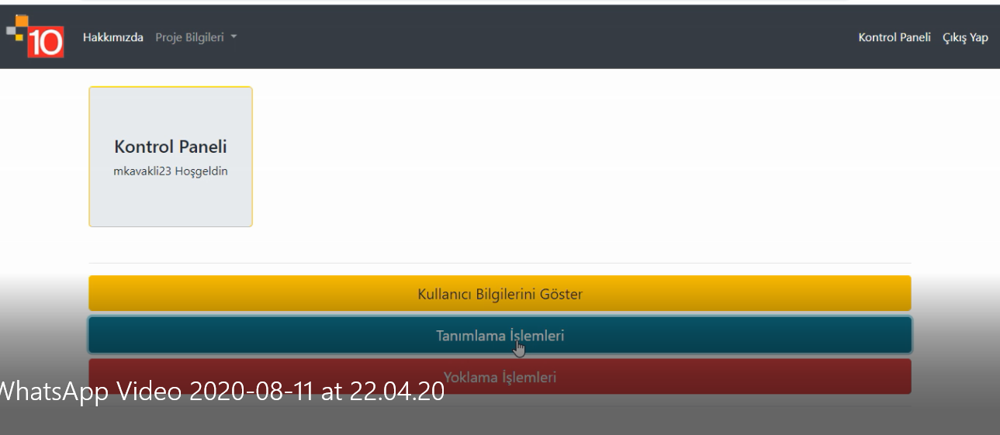 10
Hakkımızda Proje Bilgileri
Kontrol Paneli Çıkış Yap
Kontrol Paneli
mkavakli23 Hoşgeldin
Kullanıcı Bilgilerini Göster
Tanımlama İşlemleri
Yoklama İşlemleri
WhatsApp Video 2020-08-11 at 22.04.20